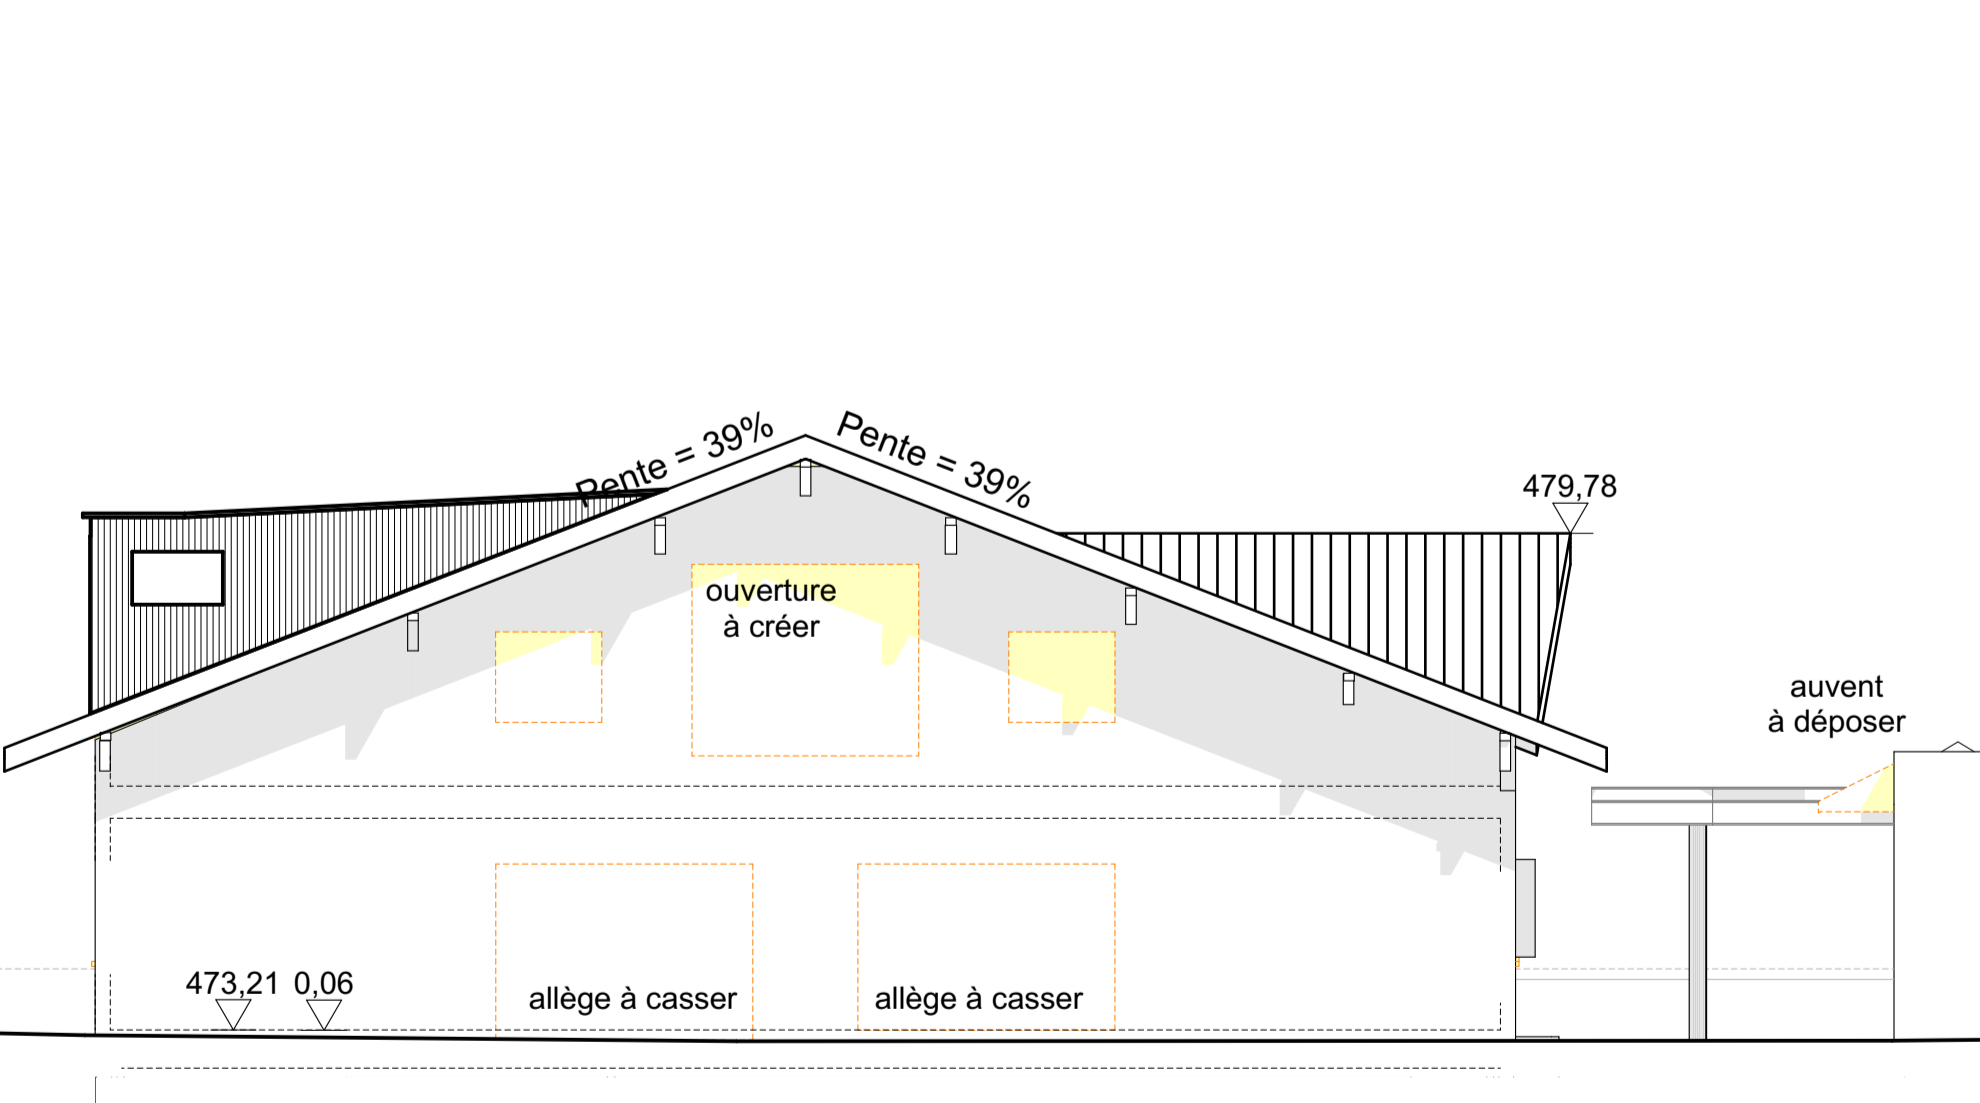 Pente = 39%
Pente = 39%
479,78
ouverture
à créer
auvent
à déposer
473,21
0,06
allège à casser
allège à casser